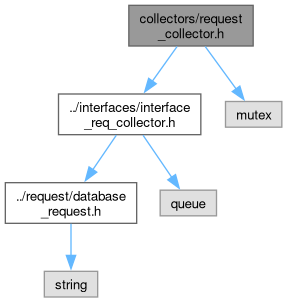 collectors/request
_collector.h
../interfaces/interface
_req_collector.h
mutex
../request/database
_request.h
queue
string